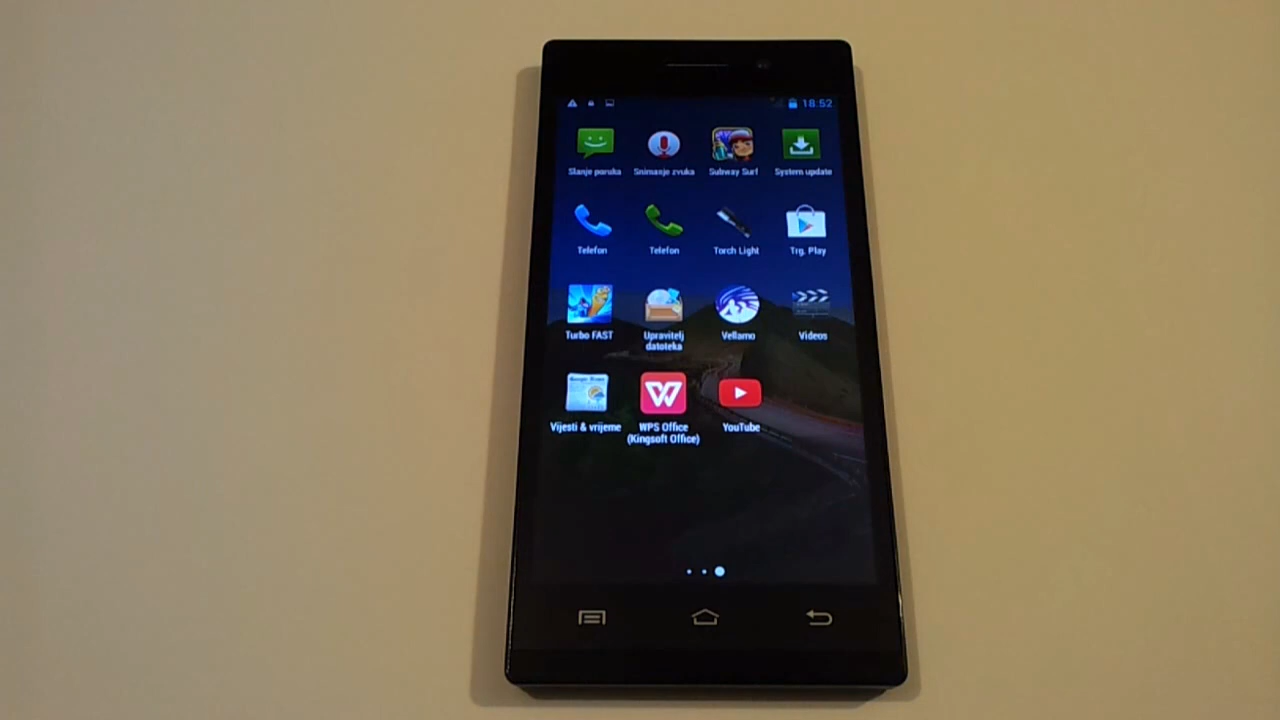 18:52
Slanje poruka
Snimanje zvuka
Subway Surf
System update
Telefon
Telefon
Torch Light
Trg. Play
Turbo FAST
Upravitelj
datoteka
Vellamo
Videos
Vijesti & vrijeme
WPS Office
(Kingsoft Office)
YouTube